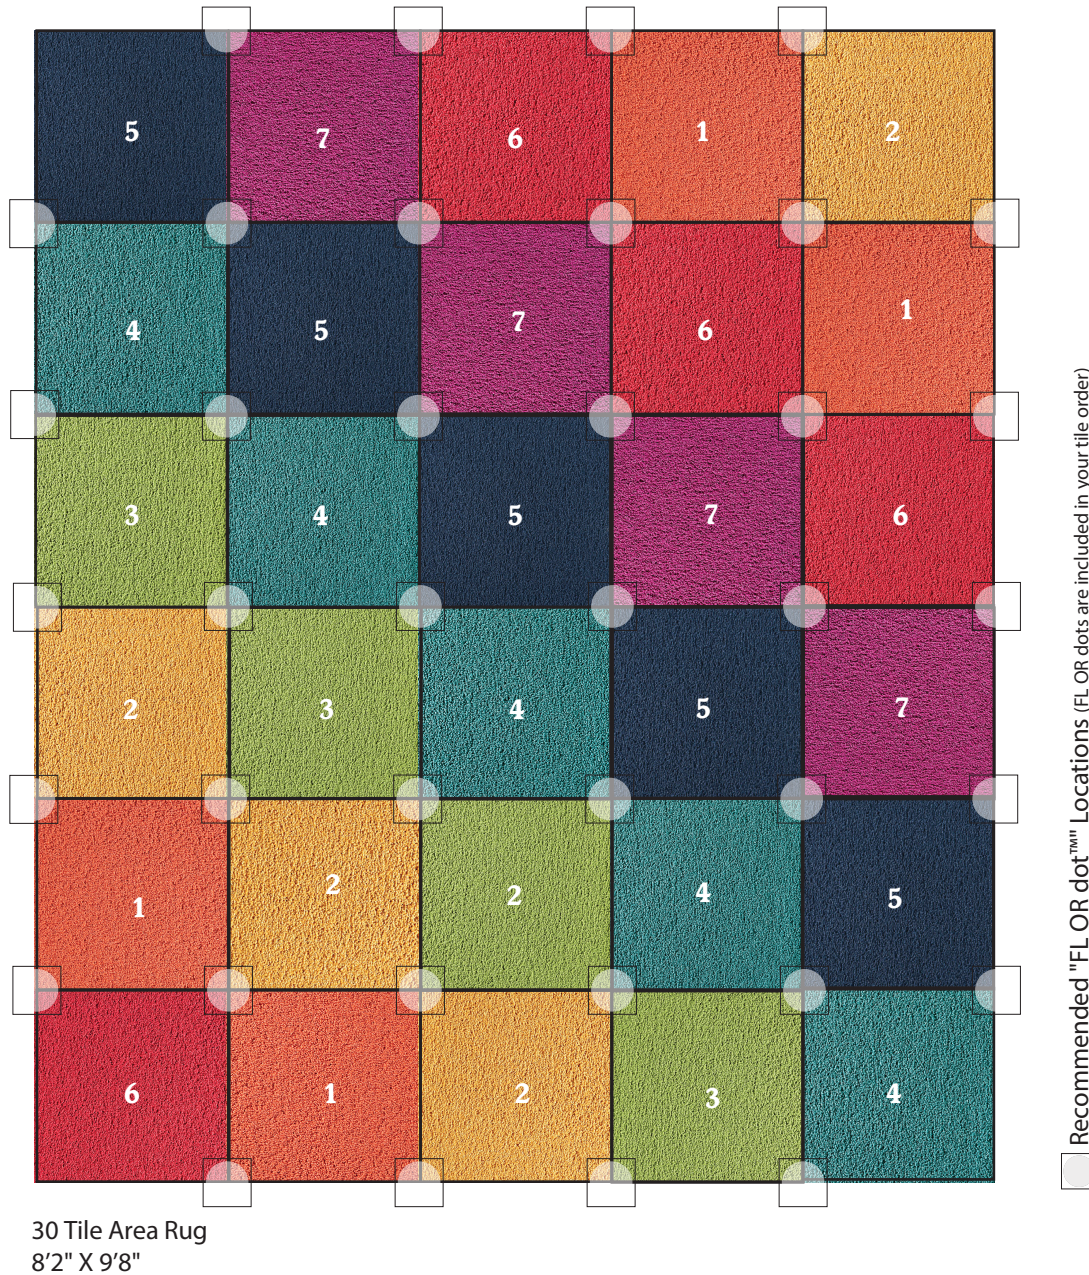 5 7 6 1 2
4 5 7 6 1
3 4 5 7 6
2 3 4 5 7
1 2 2 4 5
6 1 2 3 4
30 Tile Area Rug
8’2" X 9’8"
Recommended "FL OR dot™" Locations (FL OR dots are included in your tile order)